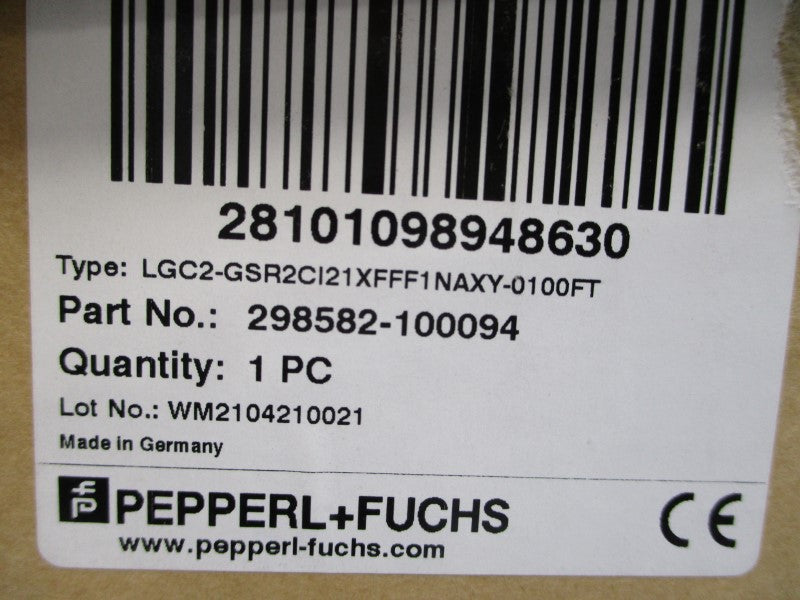 28101098948630
Type: LGC2-GSR2CI21XFFF1NAXY-0100FT
Part No.: 298582-100094
Quantity: 1 PC
Lot No.: WM2104210021
Made in Germany
PEPPERL+FUCHS CE
www.pepperl-fuchs.com